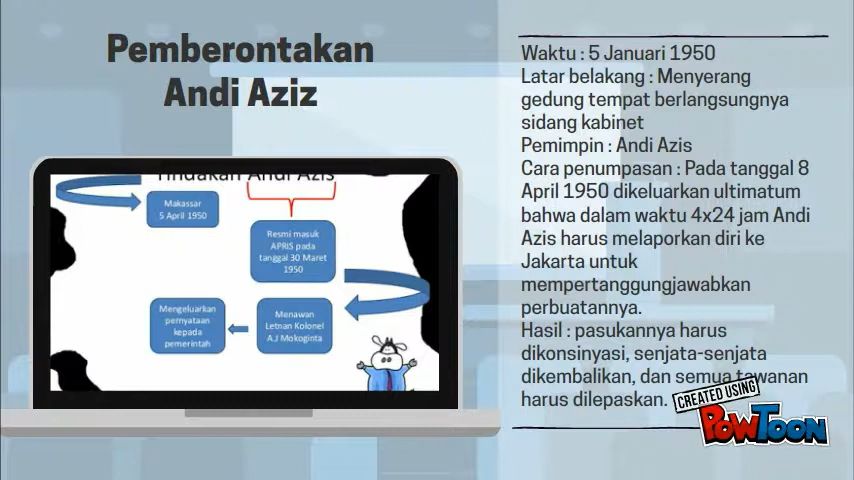 Pemberontakan
Andi Aziz
Tindakan Andi Azis
Makassar
5 April 1950
Resmi masuk
APRIS pada
tanggal 30 Maret
1950
Mengeluarkan
pernyataan
kepada
pemerintah
Menawan
Letnan Kolonel
A.J Mokoginta
Waktu : 5 Januari 1950
Latar belakang : Menyerang
gedung tempat berlangsungnya
sidang kabinet
Pemimpin : Andi Azis
Cara penumpasan : Pada tanggal 8
April 1950 dikeluarkan ultimatum
bahwa dalam waktu 4x24 jam Andi
Azis harus melaporkan diri ke
Jakarta untuk
mempertanggungjawabkan
perbuatannya.
Hasil : pasukannya harus
dikonsinyasi, senjata-senjata
dikembalikan, dan semua tawanan
harus dilepaskan.
CREATED USING
POWTOON